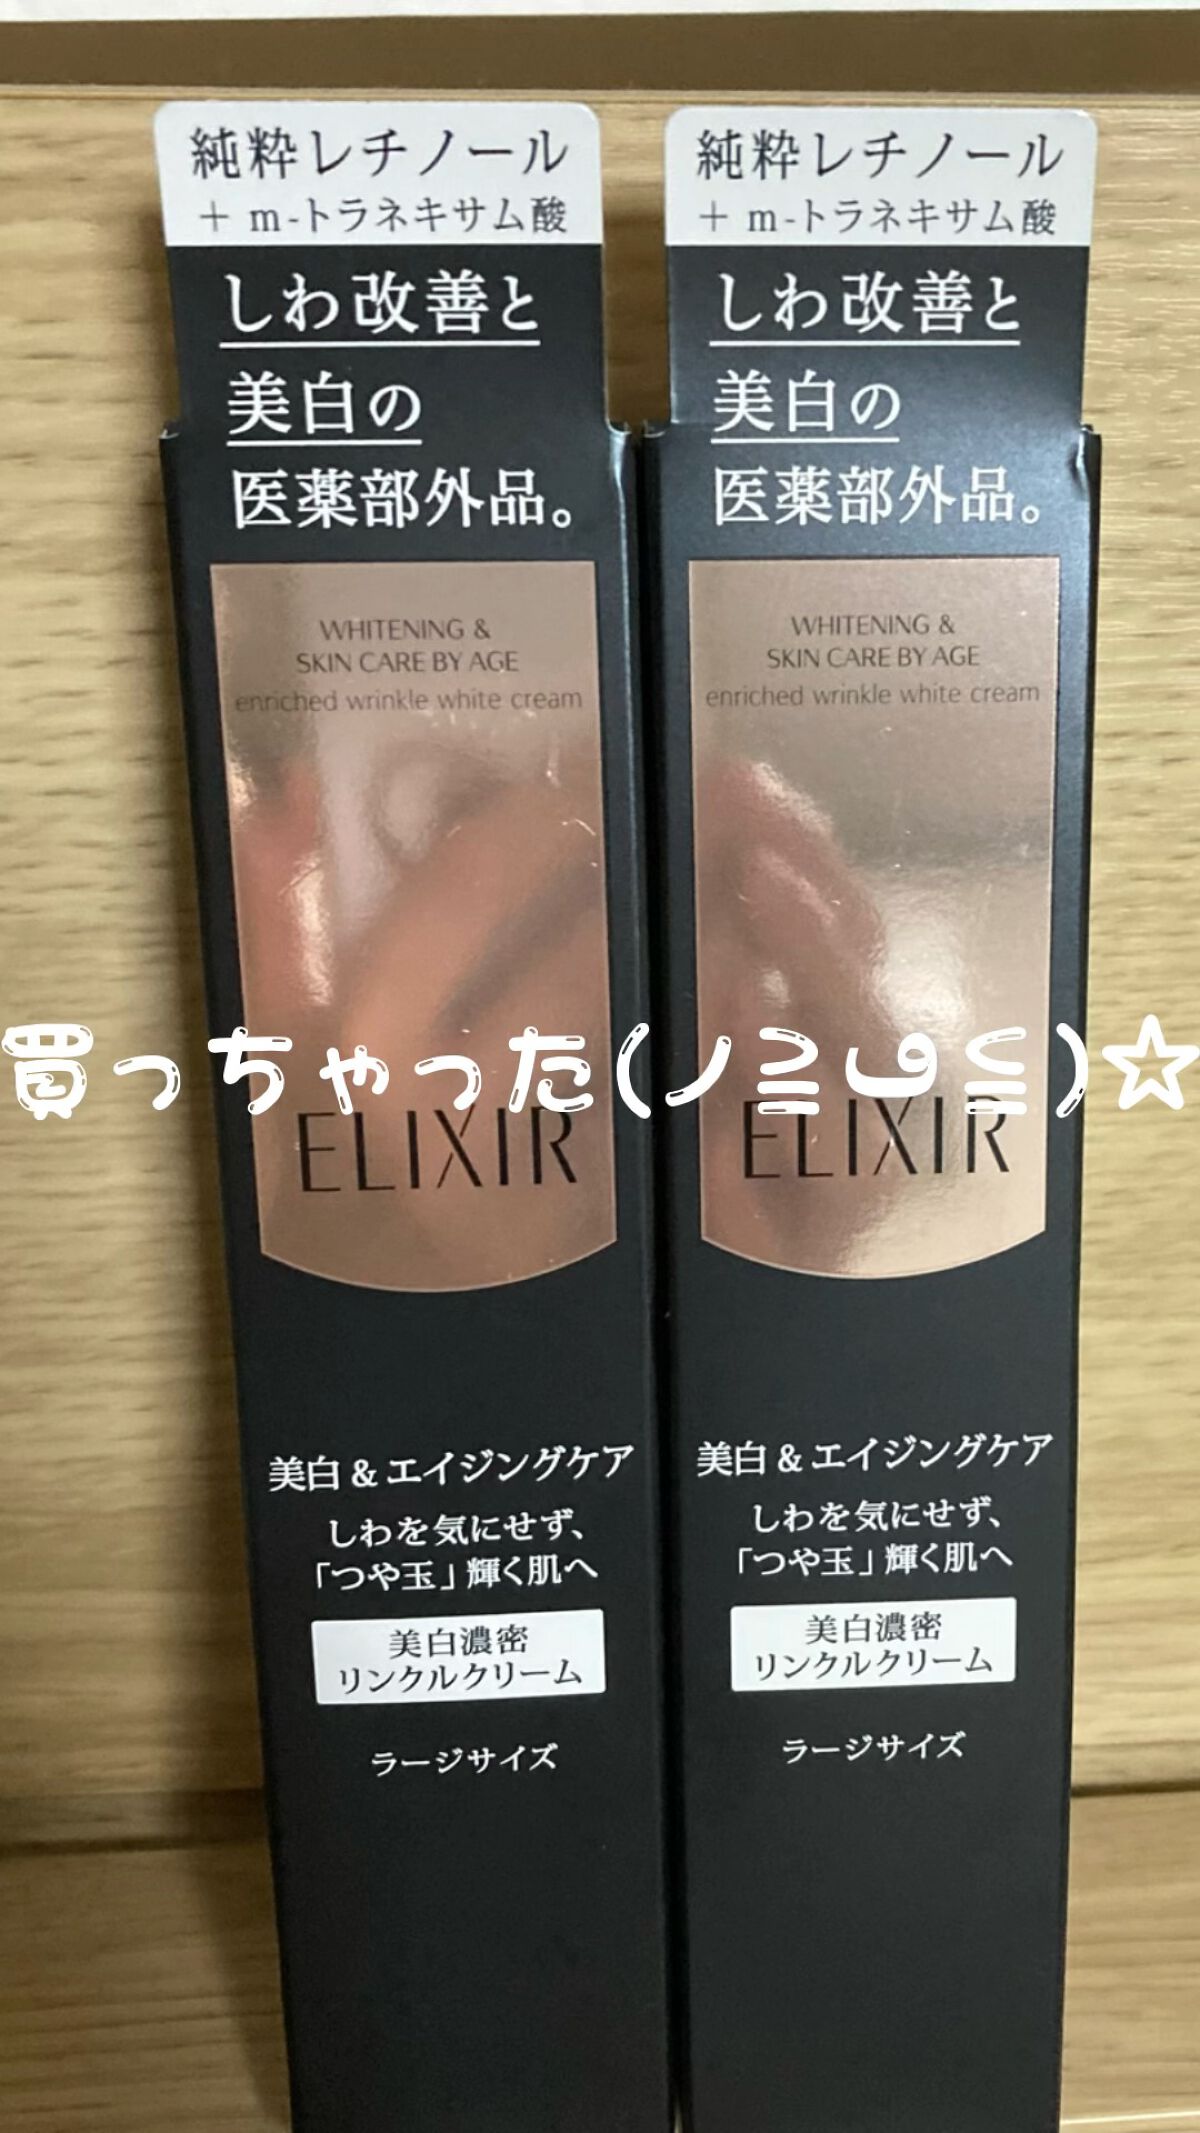 純粋レチノール
+ m-トラネキサム酸
しわ改善と
美白の
医薬部外品。
WHITENING &
SKIN CARE BY AGE
enriched wrinkle white cream
ELIXIR
美白&エイジングケア
しわを気にせず、
「つや玉」輝く肌へ
美白濃密
リンクルクリーム
ラージサイズ
純粋レチノール
+ m-トラネキサム酸
しわ改善と
美白の
医薬部外品。
WHITENING &
SKIN CARE BY AGE
enriched wrinkle white cream
ELIXIR
美白&エイジングケア
しわを気にせず、
「つや玉」輝く肌へ
美白濃密
リンクルクリーム
ラージサイズ
買っちゃった(ノ≧ڡ≦)☆